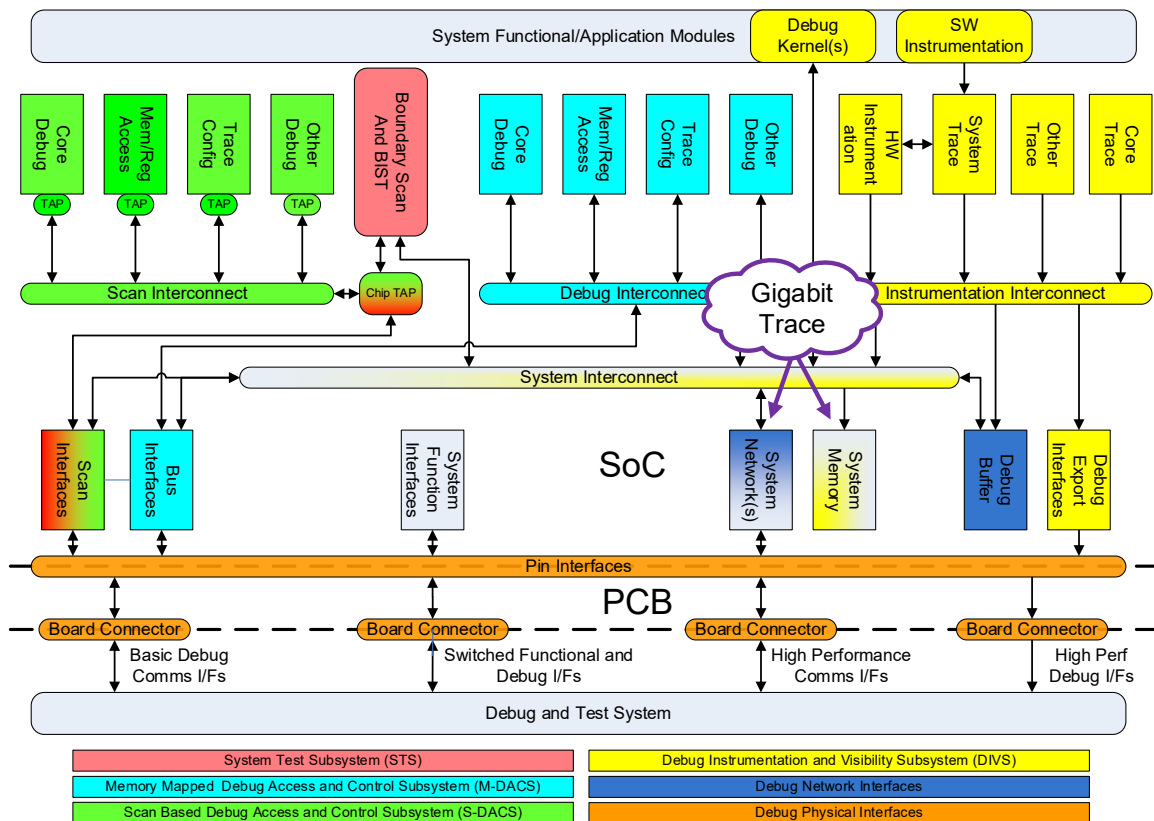 System Functional/Application Modules
Debug
Kernel(s)
SW
Instrumentation
Core
Debug
Mem/Reg
Access
Trace
Config
Other
Debug
Boundary Scan
And BIST
Core
Debug
Mem/Reg
Access
Trace
Config
Other
Debug
HW
Instrument
ation
System
Trace
Other
Trace
Core
Trace
TAP
TAP
TAP
TAP
Scan Interconnect
Chip TAP
Debug Interconnec
Gigabit
Trace
Instrumentation Interconnect
System Interconnect
Scan
Interfaces
Bus
Interfaces
System
Function
Interfaces
SoC
System
Network(s)
System
Memory
Debug
Buffer
Debug
Export
Interfaces
Pin Interfaces
PCB
Board Connector
Board Connector
Board Connector
Board Connector
Basic Debug
Comms I/Fs
Switched Functional and
Debug I/Fs
High Performance
Comms I/Fs
High Perf
Debug I/Fs
Debug and Test System
System Test Subsystem (STS)
Debug Instrumentation and Visibility Subsystem (DIVS)
Memory Mapped Debug Access and Control Subsystem (M-DACS)
Debug Network Interfaces
Scan Based Debug Access and Control Subsystem (S-DACS)
Debug Physical Interfaces